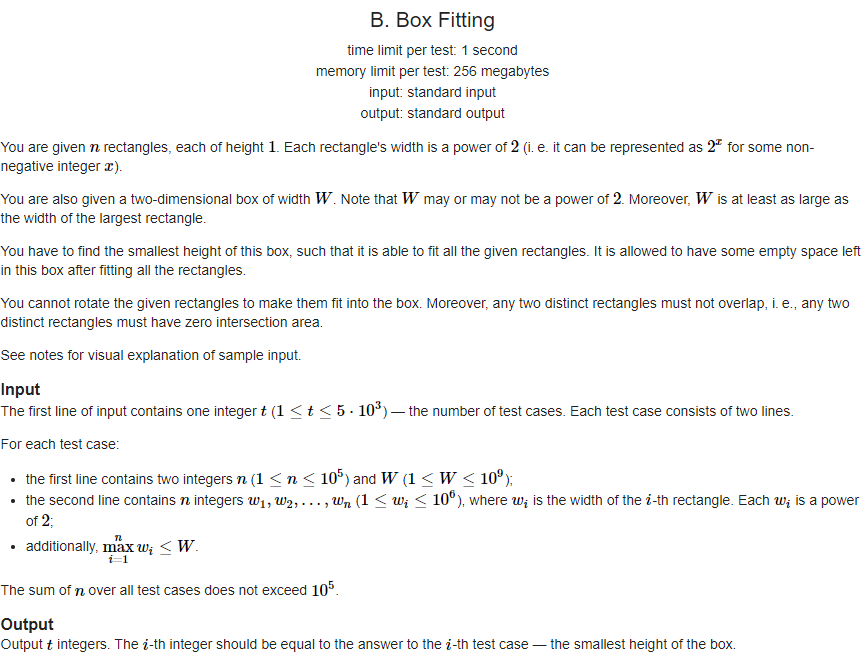 B. Box Fitting
time limit per test: 1 second
memory limit per test: 256 megabytes
input: standard input
output: standard output
You are given n rectangles, each of height 1. Each rectangle's width is a power of 2 (i. e. it can be represented as 2^x for some non-
negative integer x).
You are also given a two-dimensional box of width W. Note that W may or may not be a power of 2. Moreover, W is at least as large as
the width of the largest rectangle.
You have to find the smallest height of this box, such that it is able to fit all the given rectangles. It is allowed to have some empty space left
in this box after fitting all the rectangles.
You cannot rotate the given rectangles to make them fit into the box. Moreover, any two distinct rectangles must not overlap, i. e., any two
distinct rectangles must have zero intersection area.
See notes for visual explanation of sample input.
Input
The first line of input contains one integer t (1 ≤ t ≤ 5 · 10^3) — the number of test cases. Each test case consists of two lines.
For each test case:
• the first line contains two integers n (1 ≤ n ≤ 10^5) and W (1 ≤ W ≤ 10^9);
• the second line contains n integers w_1, w_2, . . . , w_n (1 ≤ w_i ≤ 10^6), where w_i is the width of the i-th rectangle. Each w_i is a power
of 2;
• additionally, max_{i=1}^{n} w_i ≤ W.
The sum of n over all test cases does not exceed 10^5.
Output
Output t integers. The i-th integer should be equal to the answer to the i-th test case — the smallest height of the box.